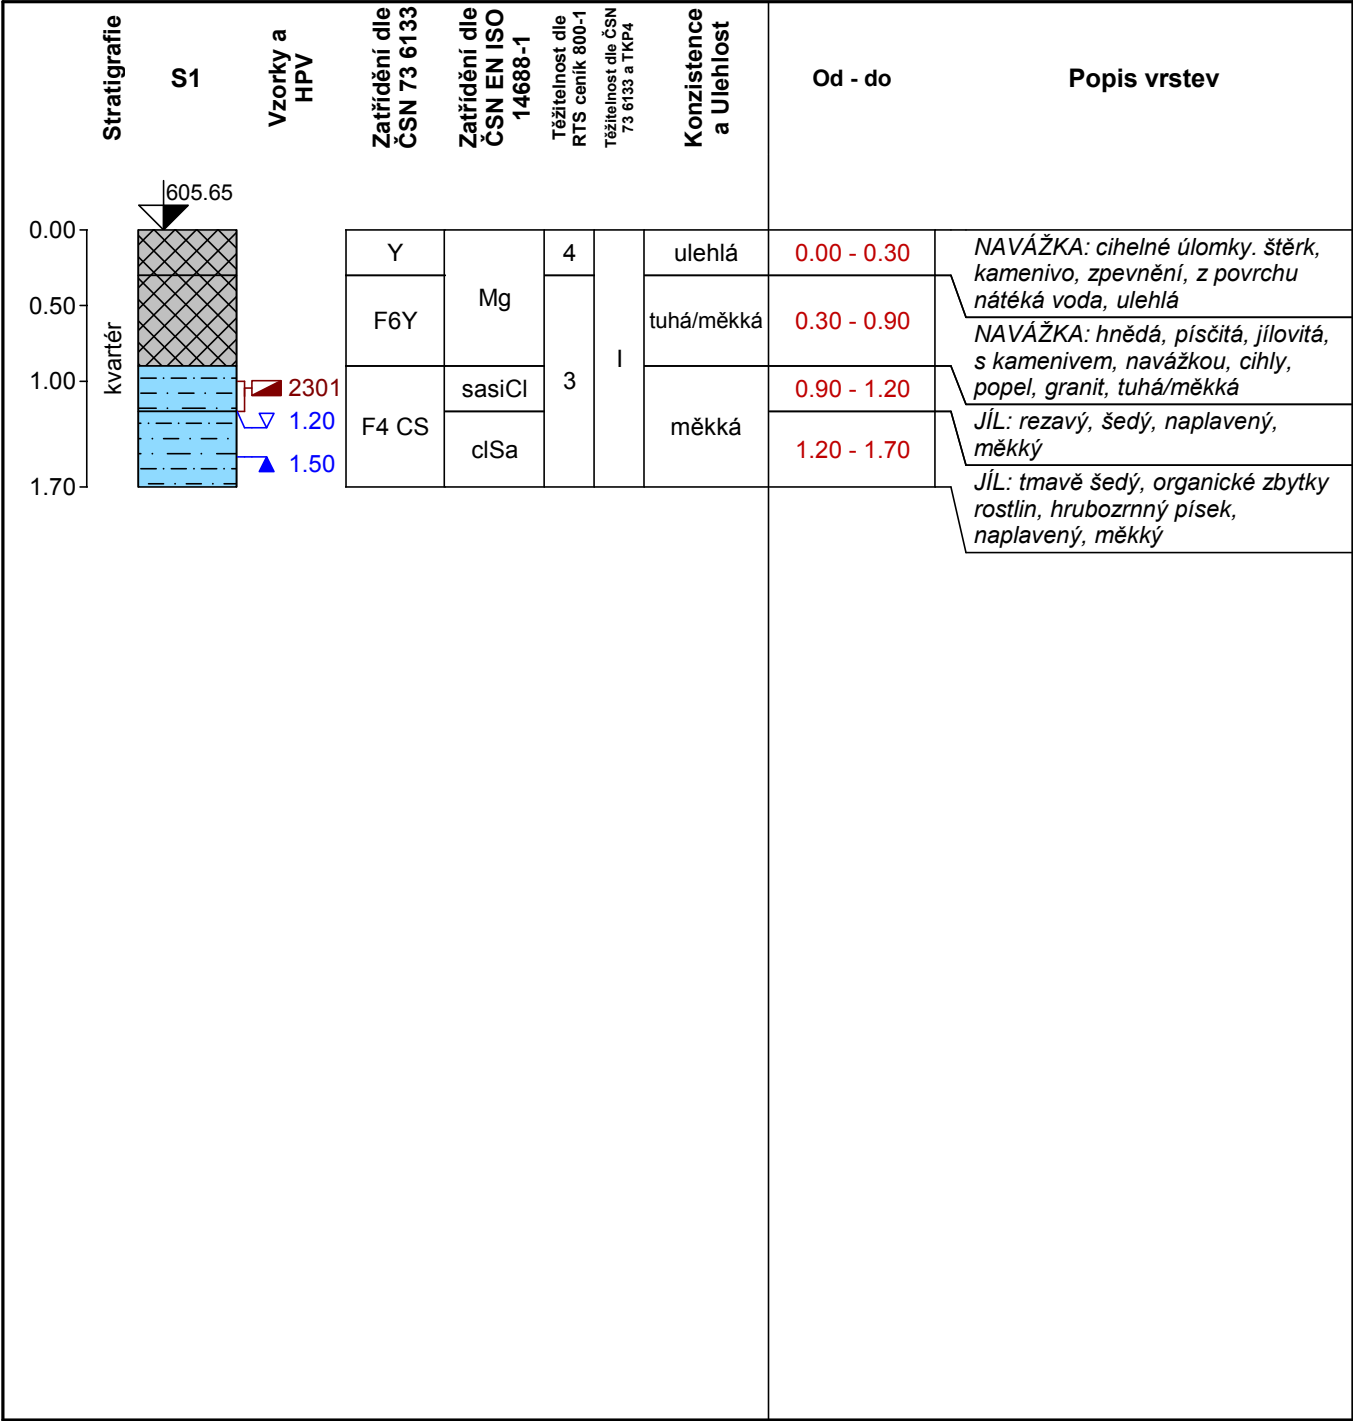 Stratigrafie
S1
Vzorky a
HPV
Zatřídění dle
ČSN 73 6133
Zatřídění dle
ČSN EN ISO
14688-1
Těžitelnost dle
RTS ceník 800-1
Těžitelnost dle ČSN
73 6133 a TKP4
Konzistence
a Ulehlost
Od - do
Popis vrstev
605.65
0.00
0.50
1.00
1.70
kvartér
2301
1.20
1.50
Y
F6Y
F4 CS
Mg
sasiCl
clSa
4
3
I
ulehlá
tuhá/měkká
měkká
0.00 - 0.30
0.30 - 0.90
0.90 - 1.20
1.20 - 1.70
NAVÁŽKA: cihelné úlomky. štěrk,
kamenivo, zpevnění, z povrchu
nátéká voda, ulehlá
NAVÁŽKA: hnědá, písčitá, jílovitá,
s kamenivem, navážkou, cihly,
popel, granit, tuhá/měkká
JÍL: rezavý, šedý, naplavený,
měkký
JÍL: tmavě šedý, organické zbytky
rostlin, hrubozrnný písek,
naplavený, měkký